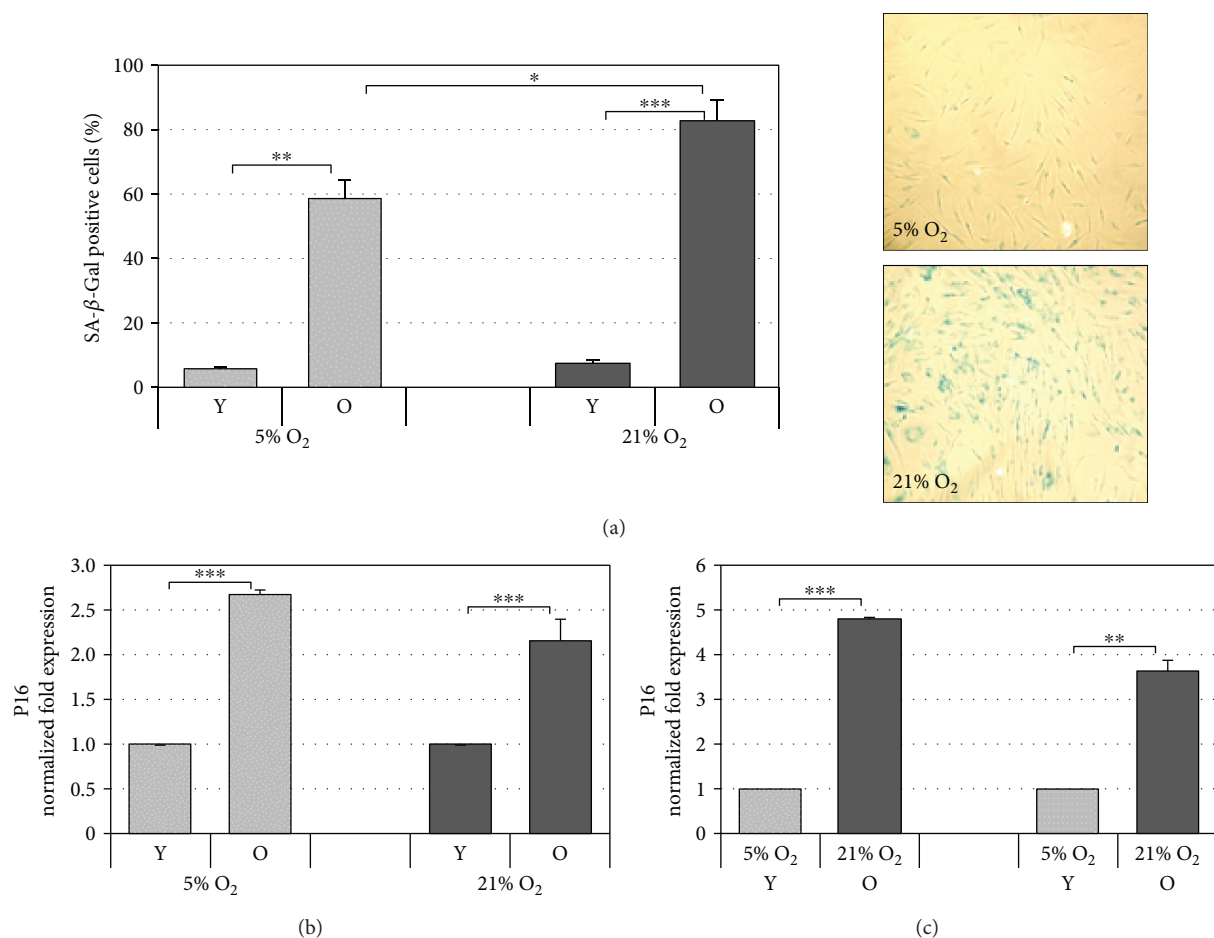 SA-β-Gal positive cells (%)
100
80
60
40
20
0
**
*
***
Y
O
Y
O
5% O₂
21% O₂
5% O₂
21% O₂
(a)
P16
normalized fold expression
3.0
2.5
2.0
1.5
1.0
0.5
0
***
***
Y
O
Y
O
5% O₂
21% O₂
(b)
P16
normalized fold expression
6
5
4
3
2
1
0
***
**
5% O₂
21% O₂
5% O₂
21% O₂
Y
O
Y
O
(c)